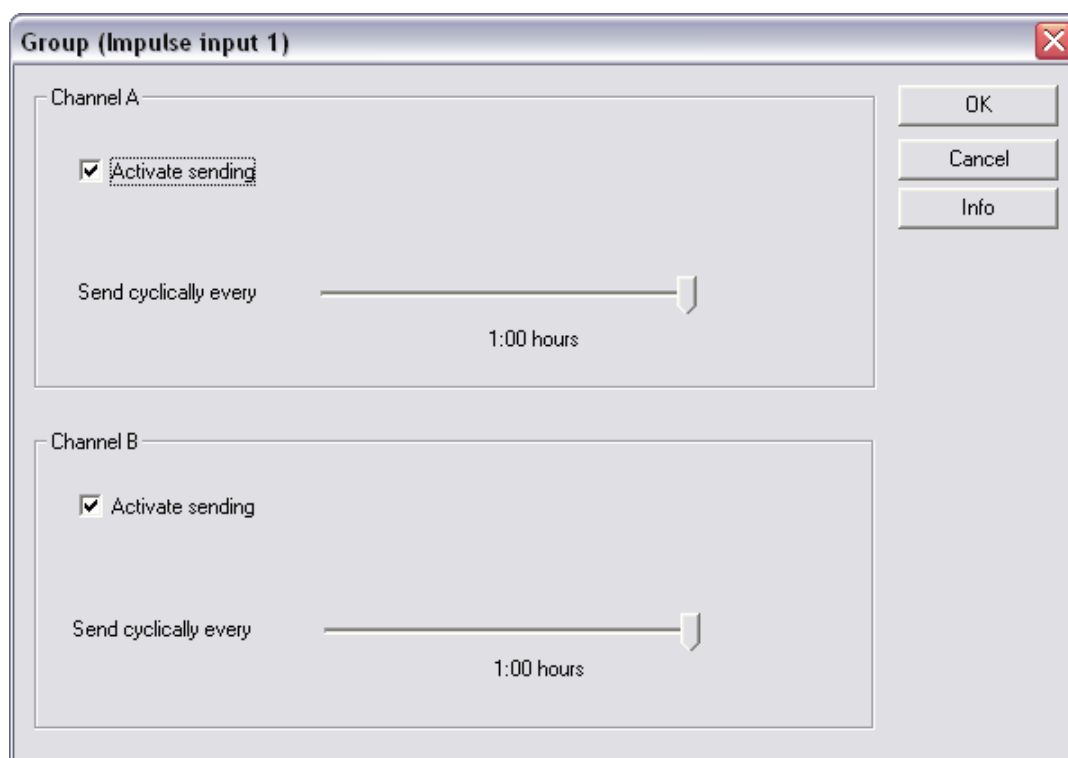 Group (Impulse input 1)
Channel A
Activate sending
Send cyclically every
1:00 hours
Channel B
Activate sending
Send cyclically every
1:00 hours
OK
Cancel
Info